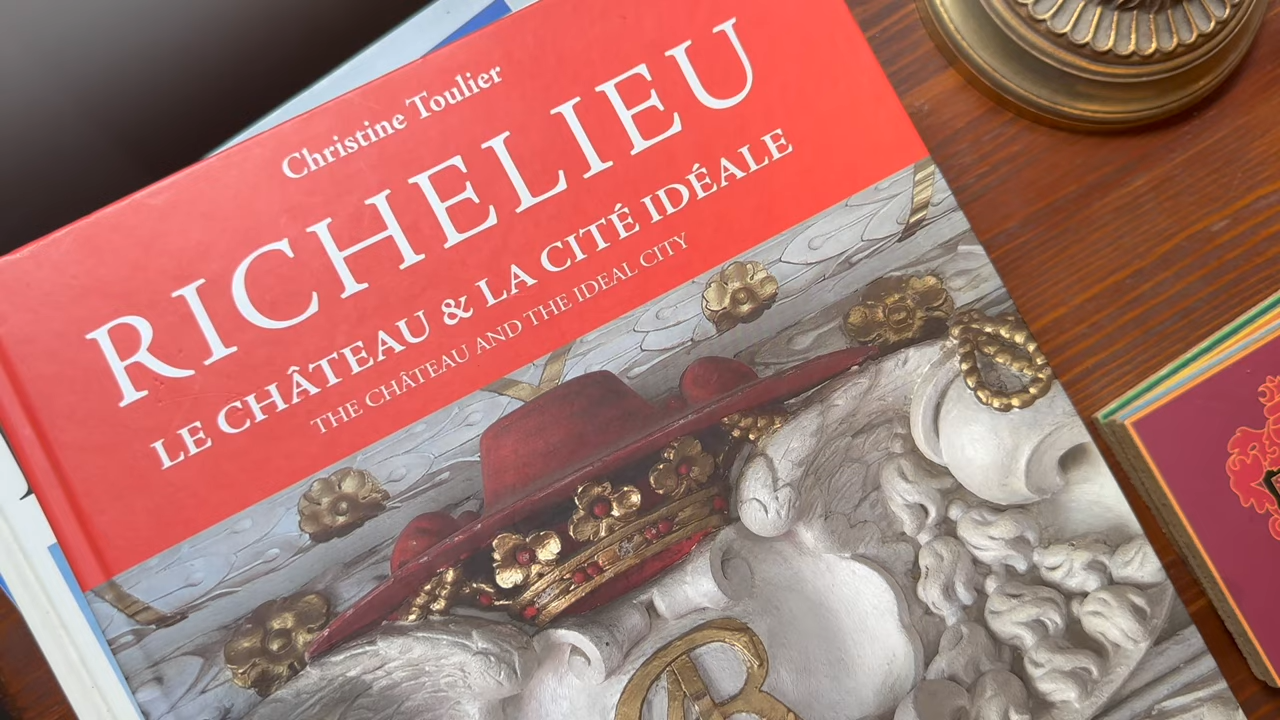 Christine Toulier
RICHELIEU
LE CHÂTEAU & LA CITÉ IDÉALE
THE CHÂTEAU AND THE IDEAL CITY